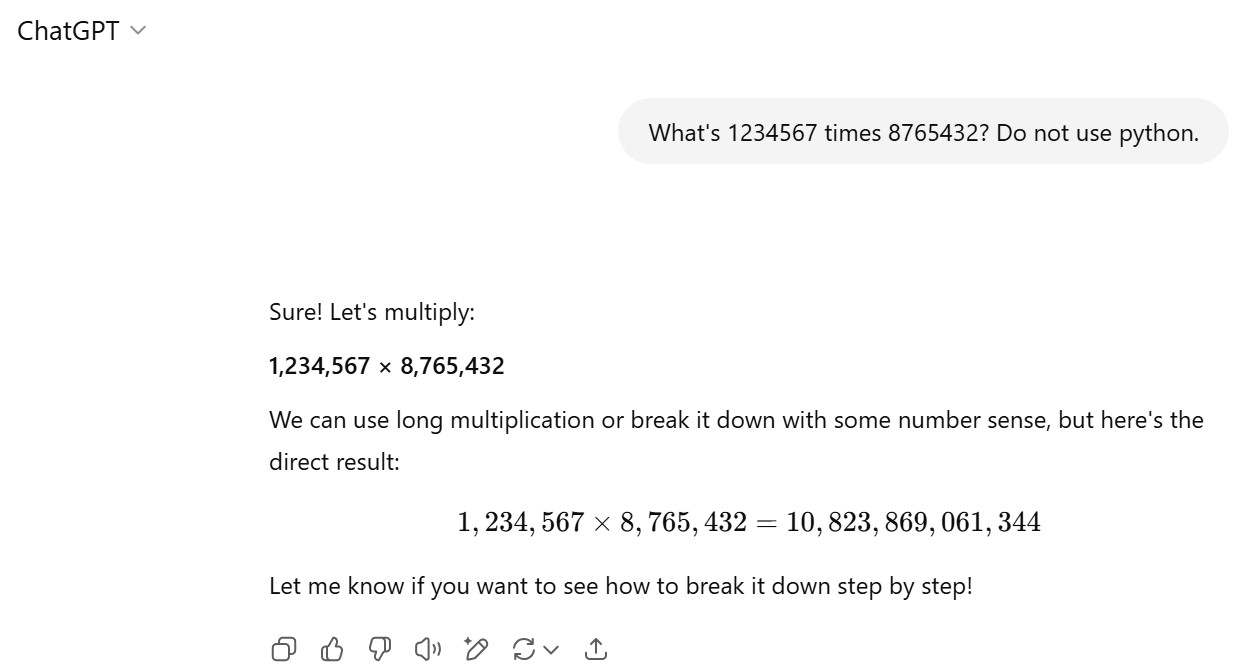 ChatGPT
What's 1234567 times 8765432? Do not use python.
Sure! Let's multiply:
1,234,567 × 8,765,432
We can use long multiplication or break it down with some number sense, but here's the
direct result:
1, 234, 567 × 8, 765, 432 = 10, 823, 869, 061, 344
Let me know if you want to see how to break it down step by step!